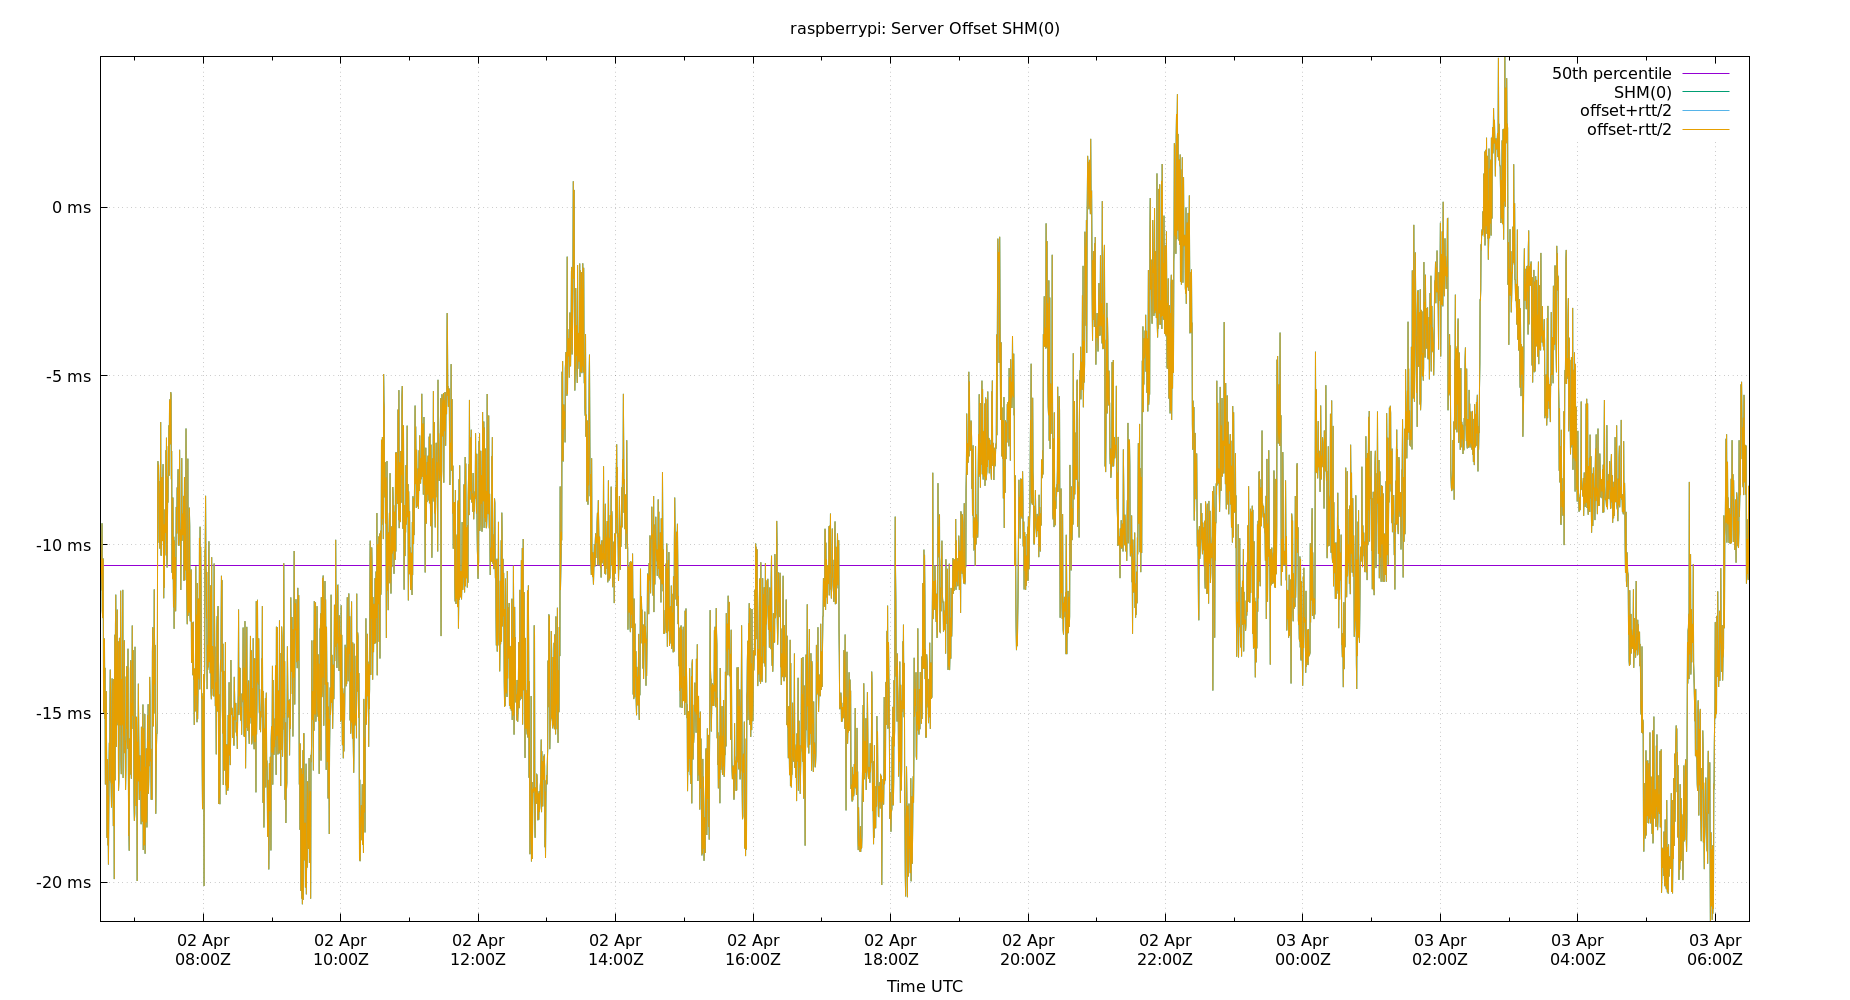 raspberrypi: Server Offset SHM(0)
50th percentile
SHM(0)
offset+rtt/2
offset-rtt/2
0 ms
-5 ms
-10 ms
-15 ms
-20 ms
02 Apr 02 Apr 02 Apr 02 Apr 02 Apr 02 Apr 02 Apr 02 Apr 03 Apr 03 Apr 03 Apr 03 Apr
08:00Z 10:00Z 12:00Z 14:00Z 16:00Z 18:00Z 20:00Z 22:00Z 00:00Z 02:00Z 04:00Z 06:00Z
Time UTC